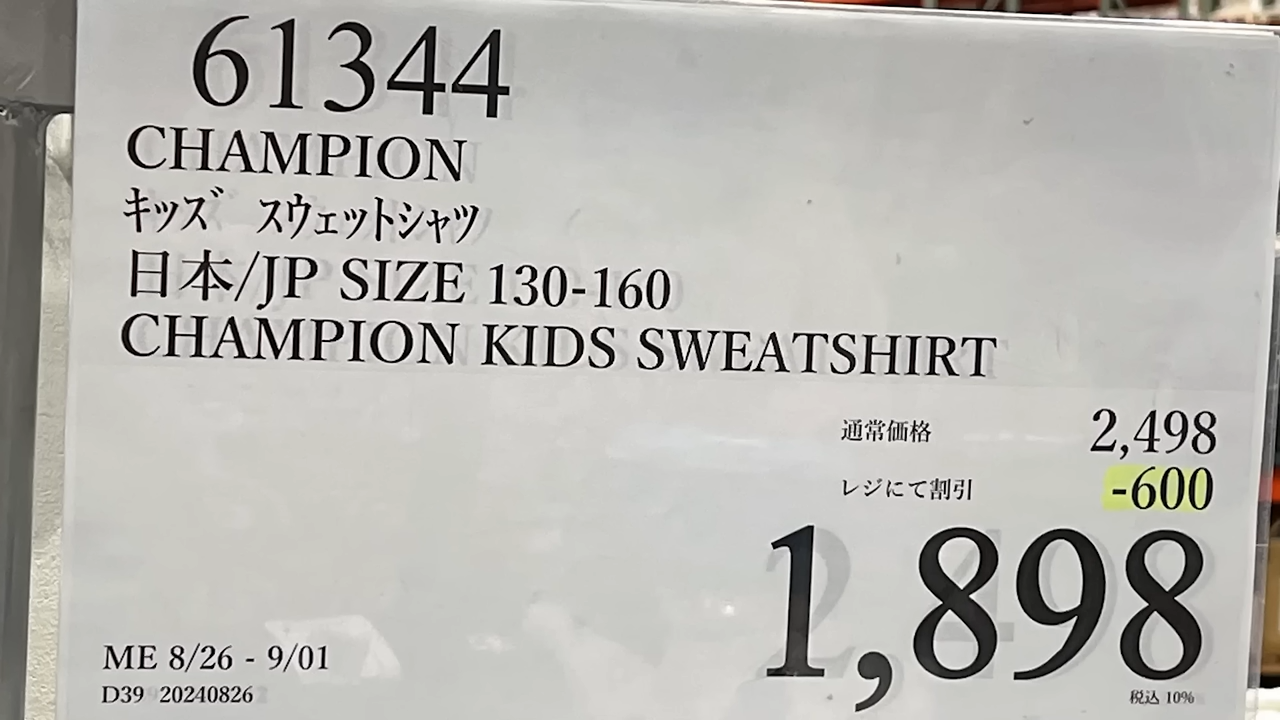 61344
CHAMPION
キッズ　スウェットシャツ
日本/JP SIZE 130-160
CHAMPION KIDS SWEATSHIRT
通常価格 2,498
レジにて割引 -600
1,898
ME 8/26 - 9/01
D39 20240826
税込 10%